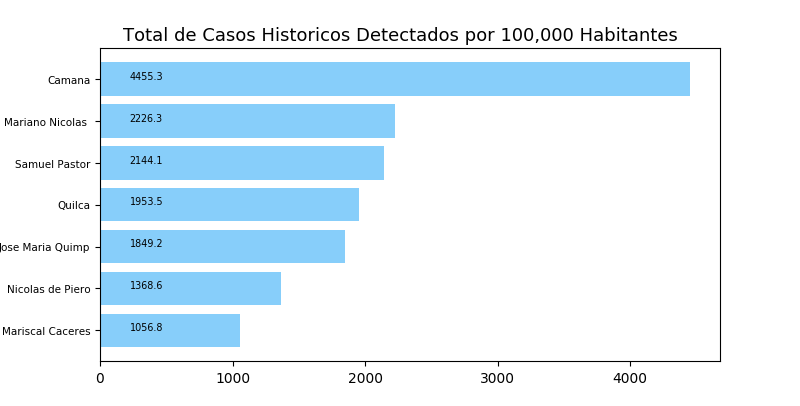 Total de Casos Historicos Detectados por 100,000 Habitantes
Camana 4455.3
Mariano Nicolas 2226.3
Samuel Pastor 2144.1
Quilca 1953.5
Jose Maria Quimp 1849.2
Nicolas de Piero 1368.6
Mariscal Caceres 1056.8
0 1000 2000 3000 4000